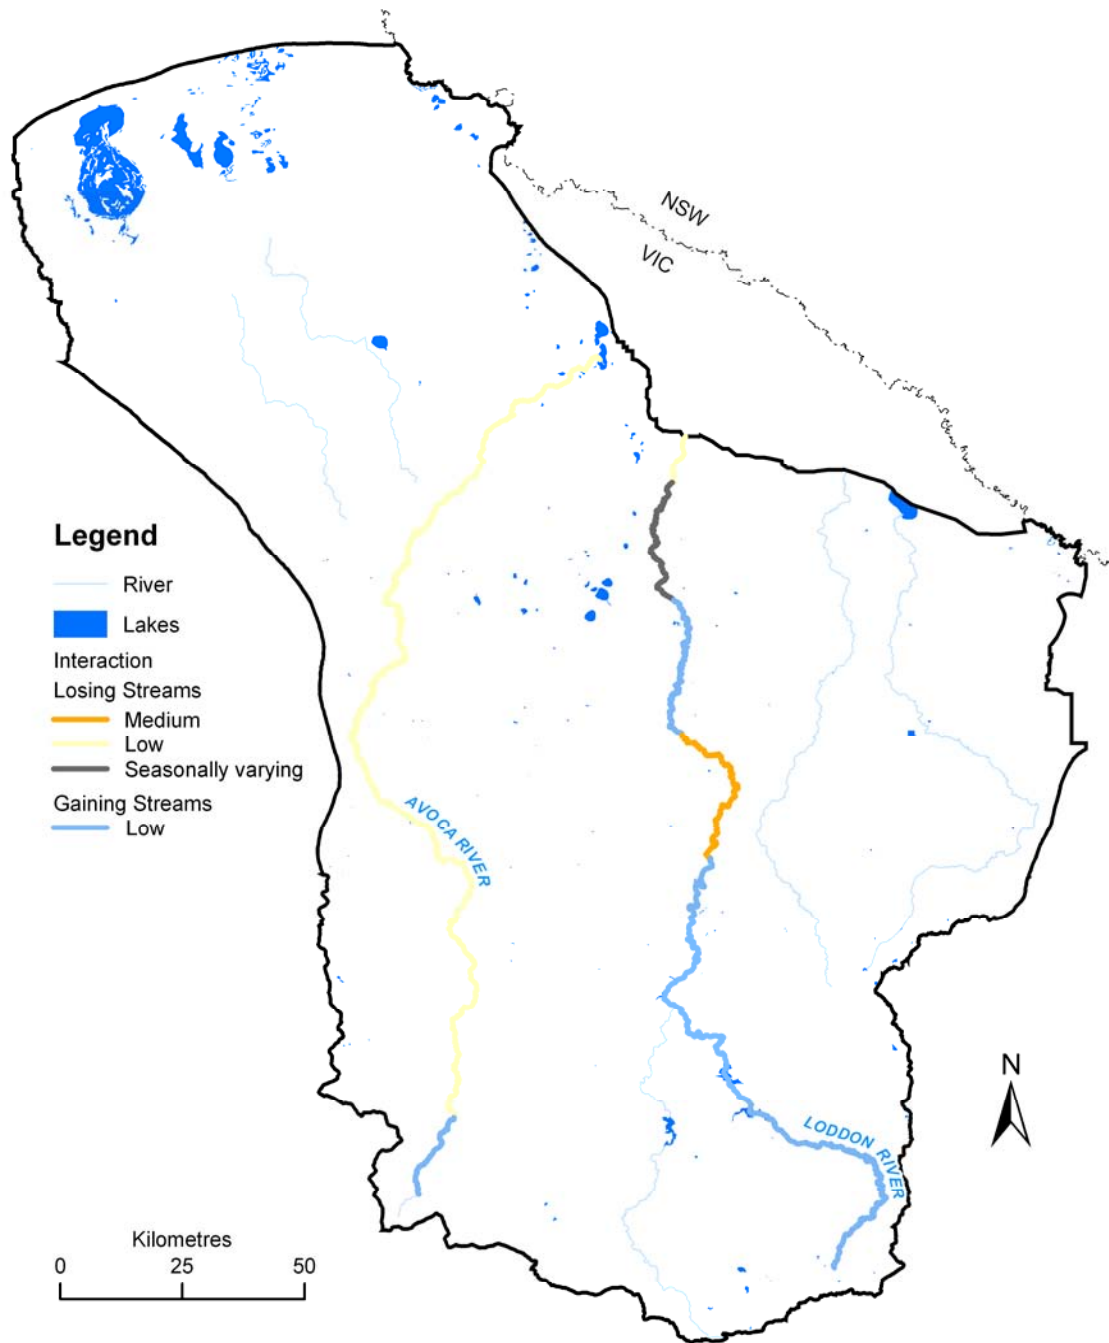 NSW
VIC
Legend
River
Lakes
Interaction
Losing Streams
Medium
Low
Seasonally varying
Gaining Streams
Low
AVOCA RIVER
LODDON RIVER
N
Kilometres
0 25 50